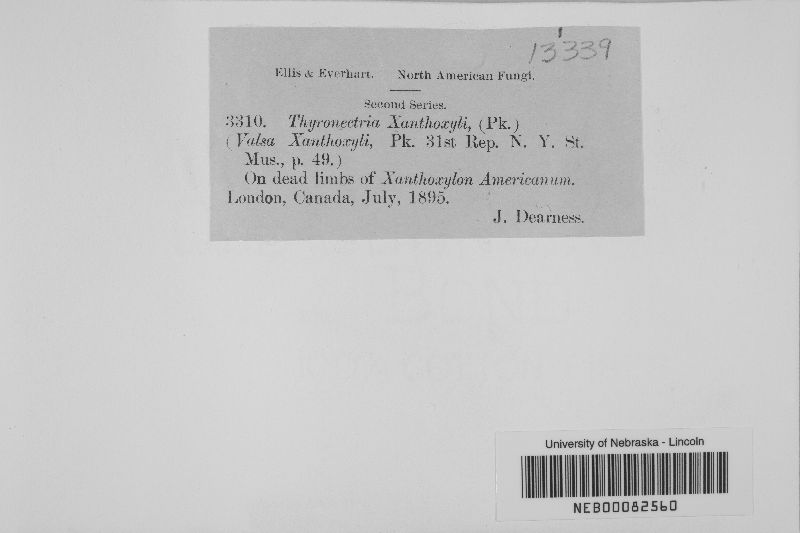 13339
Ellis & Everhart. North American Fungi.
Second Series.
3310. Thyronectria Xanthoxyli, (Pk.)
(Valsa Xanthoxyli, Pk. 31st Rep. N. Y. St.
Mus., p. 49.)
On dead limbs of Xanthoxylon Americanum.
London, Canada, July, 1895.
J. Dearness.
University of Nebraska - Lincoln
NEB00082560